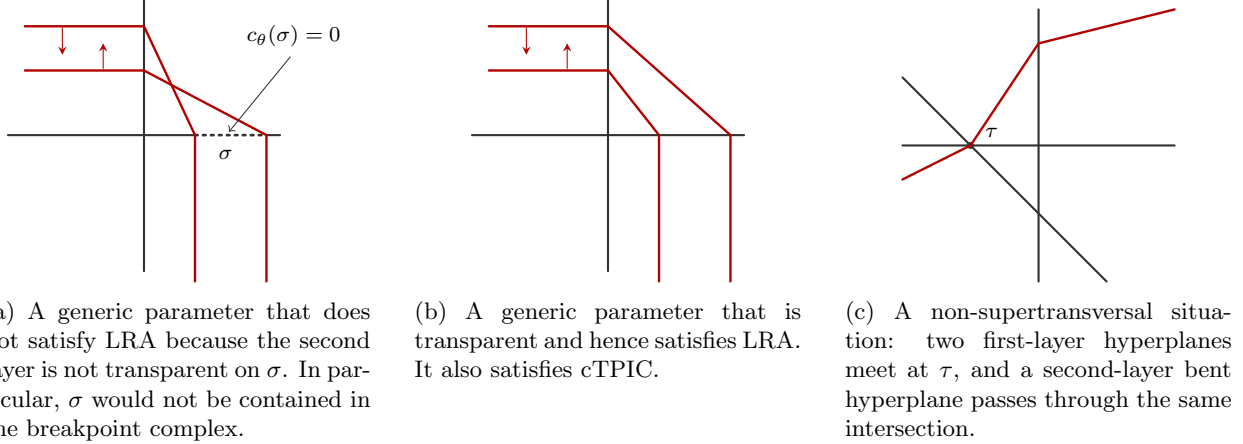 c_θ(σ) = 0
σ
τ
a) A generic parameter that does
ot satisfy LRA because the second
ayer is not transparent on σ. In par-
cular, σ would not be contained in
he breakpoint complex.
(b) A generic parameter that is
transparent and hence satisfies LRA.
It also satisfies cTPIC.
(c) A non-supertransversal situa-
tion: two first-layer hyperplanes
meet at τ, and a second-layer bent
hyperplane passes through the same
intersection.